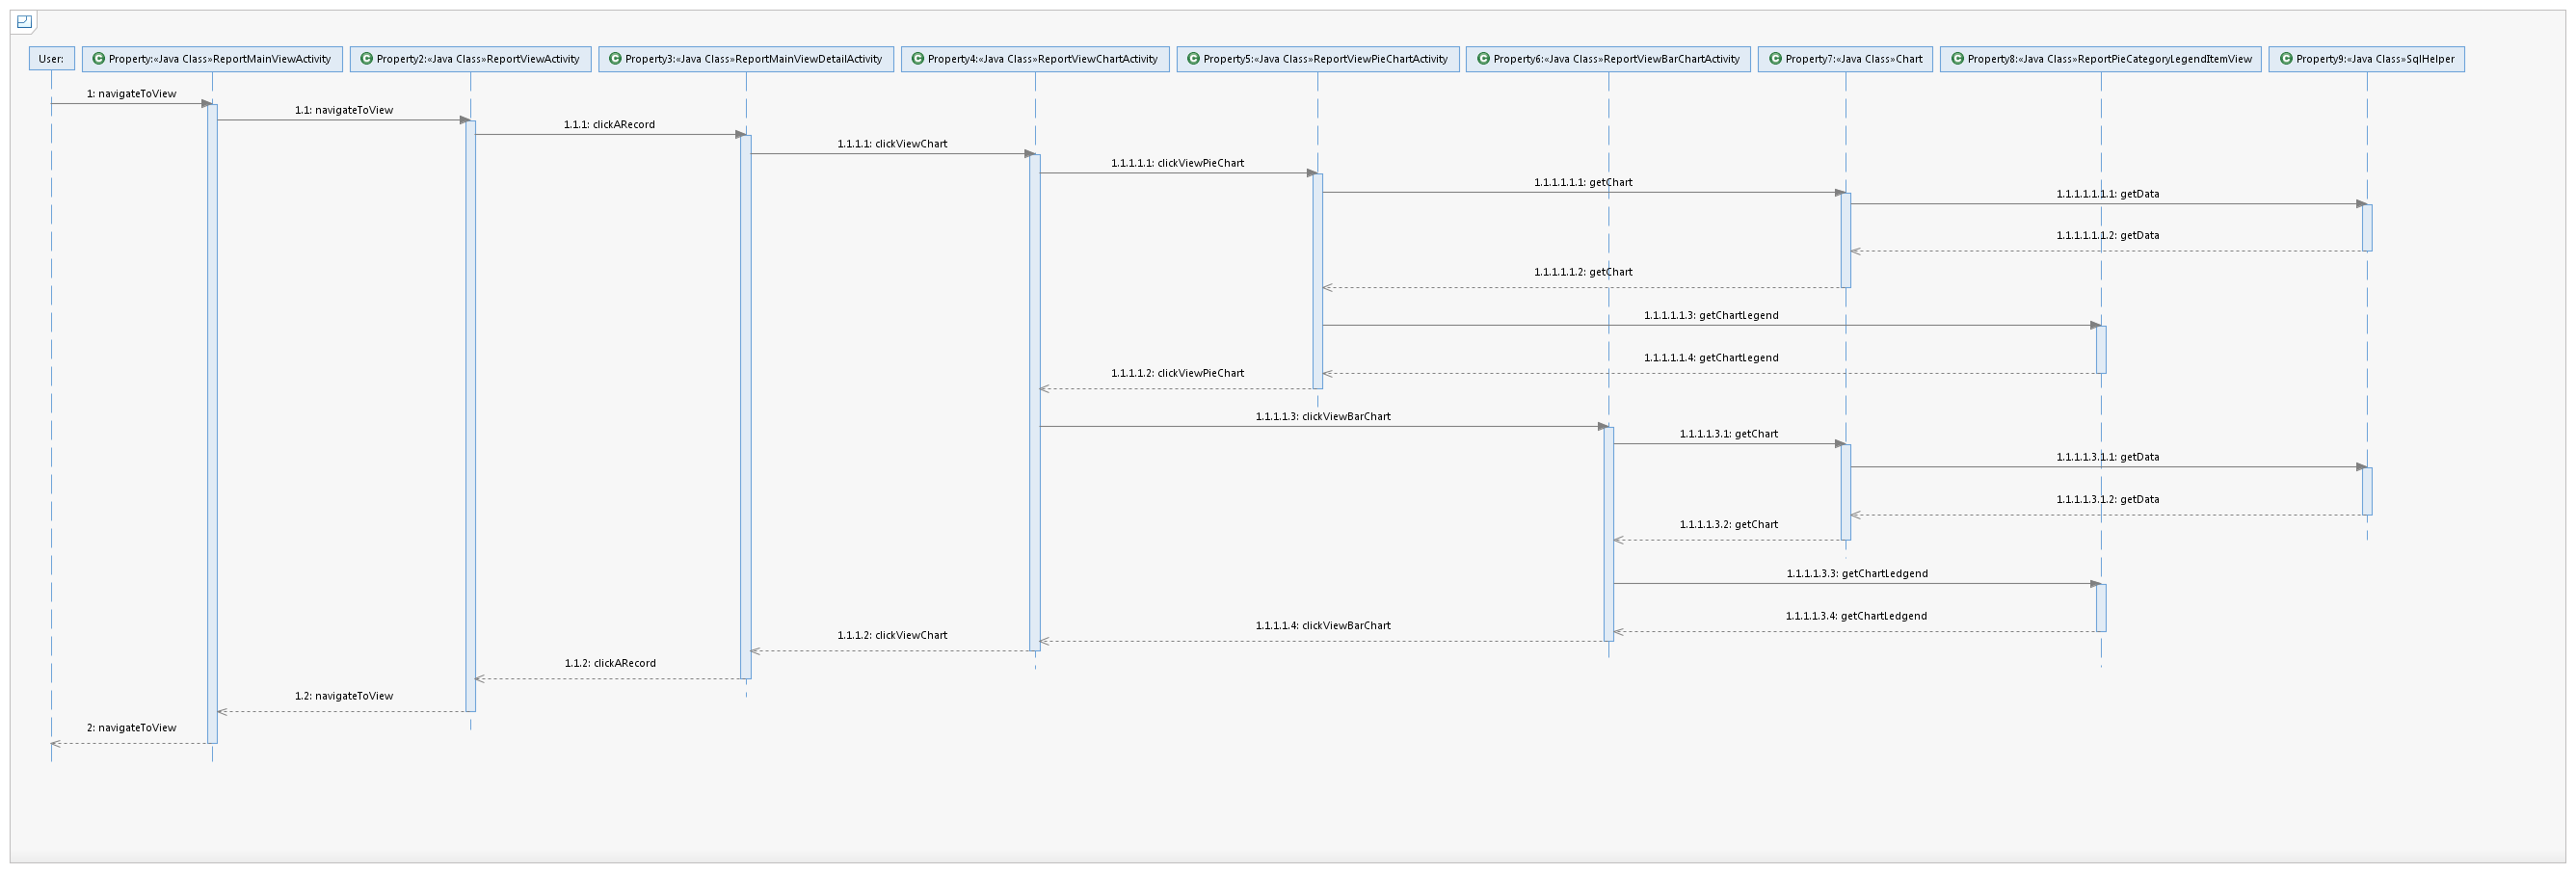 User:
Property:«Java Class»ReportMainViewActivity
Property2:«Java Class»ReportViewActivity
Property3:«Java Class»ReportMainViewDetailActivity
Property4:«Java Class»ReportViewChartActivity
Property5:«Java Class»ReportViewPieChartActivity
Property6:«Java Class»ReportViewBarChartActivity
Property7:«Java Class»Chart
Property8:«Java Class»ReportPieCategoryLegendItemView
Property9:«Java Class»SqlHelper
1: navigateToView
1.1: navigateToView
1.1.1: clickARecord
1.1.1.1: clickViewChart
1.1.1.1.1: clickViewPieChart
1.1.1.1.1.1: getChart
1.1.1.1.1.1.1: getData
1.1.1.1.1.1.2: getData
1.1.1.1.1.2: getChart
1.1.1.1.1.3: getChartLegend
1.1.1.1.1.4: getChartLegend
1.1.1.1.2: clickViewPieChart
1.1.1.1.3: clickViewBarChart
1.1.1.1.3.1: getChart
1.1.1.1.3.1.1: getData
1.1.1.1.3.1.2: getData
1.1.1.1.3.2: getChart
1.1.1.1.3.3: getChartLedgend
1.1.1.1.3.4: getChartLedgend
1.1.1.1.4: clickViewBarChart
1.1.1.2: clickViewChart
1.1.2: clickARecord
1.2: navigateToView
2: navigateToView